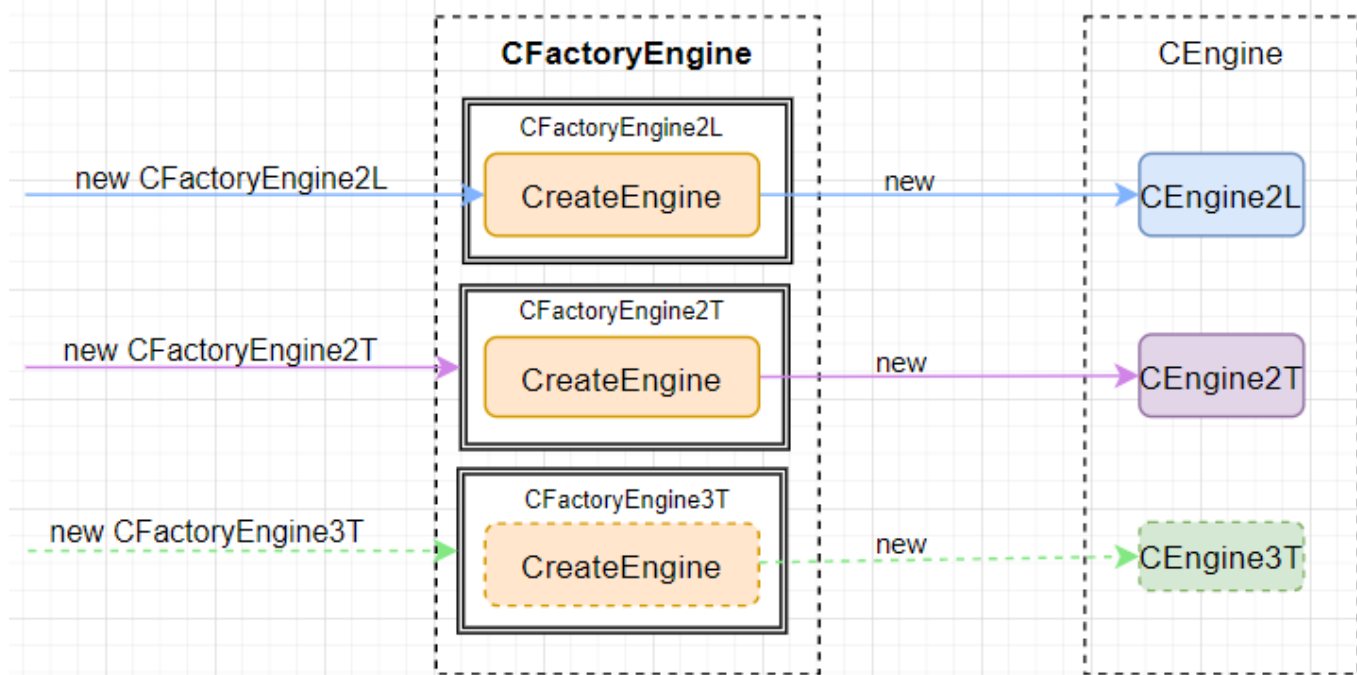 CFactoryEngine
CEngine
CFactoryEngine2L
new CFactoryEngine2L
CreateEngine
new
CEngine2L
CFactoryEngine2T
new CFactoryEngine2T
CreateEngine
new
CEngine2T
CFactoryEngine3T
new CFactoryEngine3T
CreateEngine
new
CEngine3T